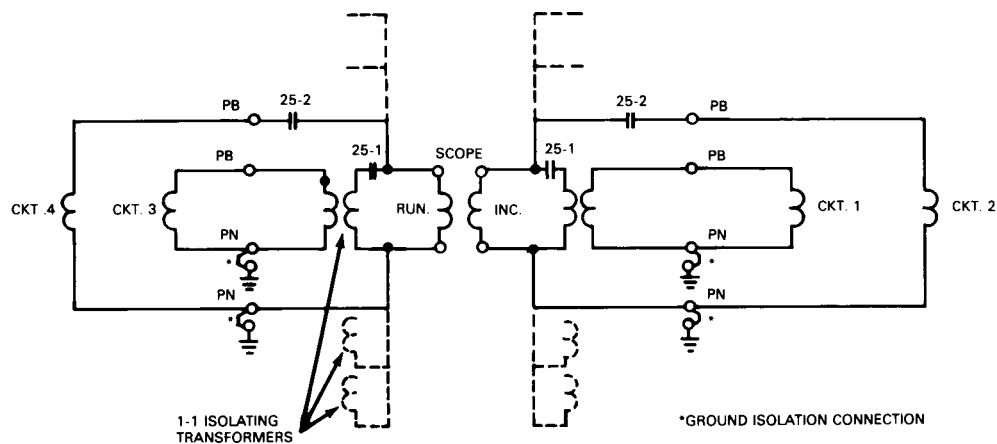 25-2
25-2
PB
PB
25-1
SCOPE
25-1
PB
PB
CKT .4
CKT. 3
RUN.
INC.
CKT. 1
CKT. 2
PN
PN
*
*
PN
PN
*
*
1-1 ISOLATING
TRANSFORMERS
*GROUND ISOLATION CONNECTION